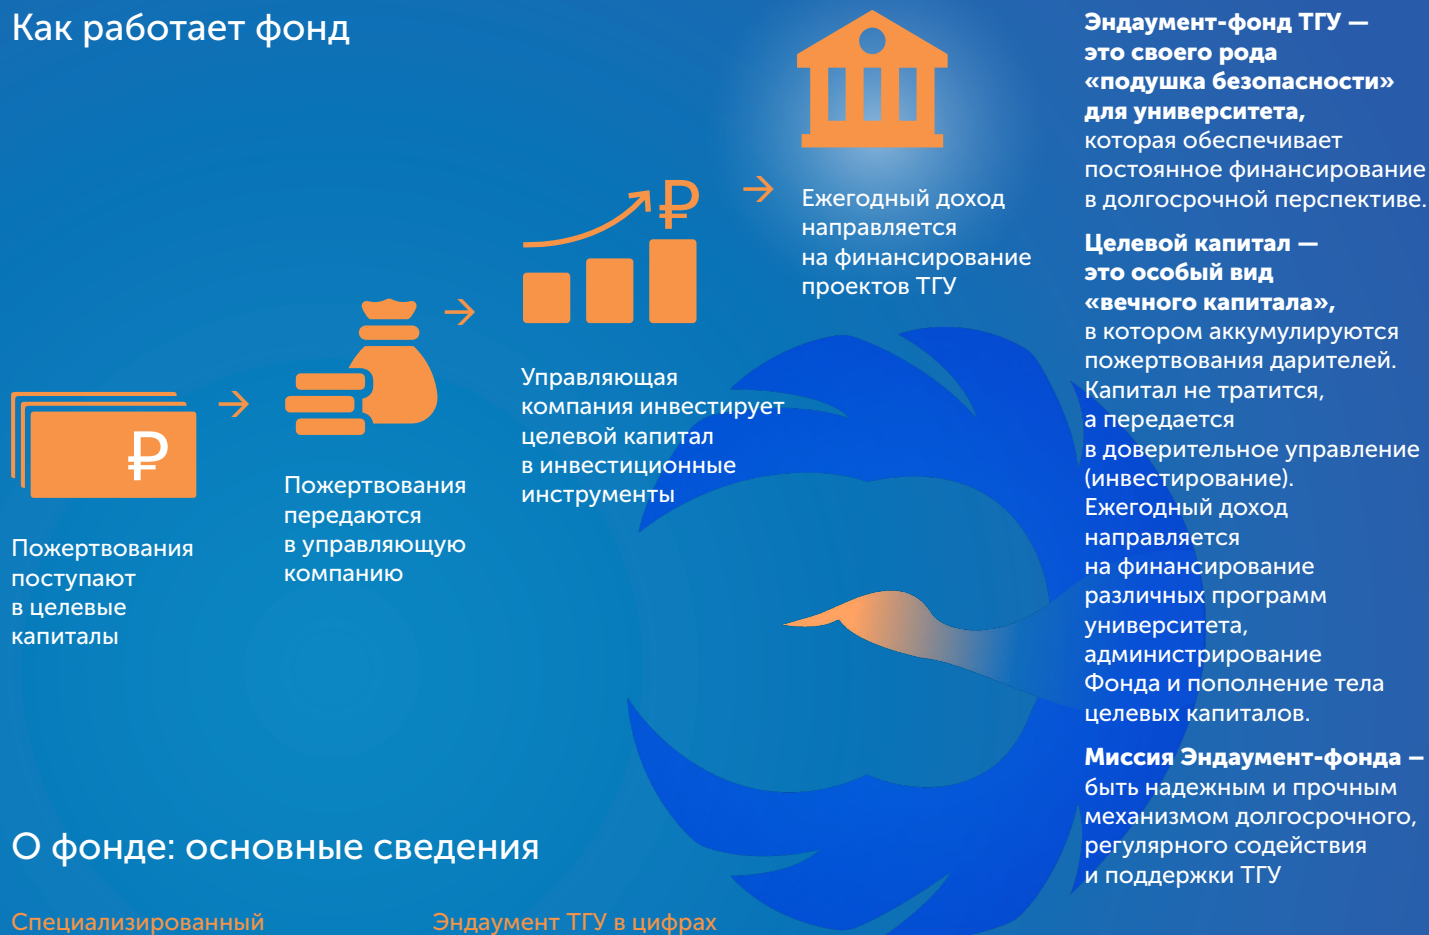 Как работает фонд
Пожертвования
поступают
в целевые
капиталы
Пожертвования
передаются
в управляющую
компанию
Управляющая
компания инвестирует
целевой капитал
в инвестиционные
инструменты
Ежегодный доход
направляется
на финансирование
проектов ТГУ
Эндаумент-фонд ТГУ —
это своего рода
«подушка безопасности»
для университета,
которая обеспечивает
постоянное финансирование
в долгосрочной перспективе.
Целевой капитал —
это особый вид
«вечного капитала»,
в котором аккумулируются
пожертвования дарителей.
Капитал не тратится,
а передается
в доверительное управление
(инвестирование).
Ежегодный доход
направляется
на финансирование
различных программ
университета,
администрирование
Фонда и пополнение тела
целевых капиталов.
Миссия Эндаумент-фонда –
быть надежным и прочным
механизмом долгосрочного,
регулярного содействия
и поддержки ТГУ
О фонде: основные сведения
Специализированный
Эндаумент ТГУ в цифрах